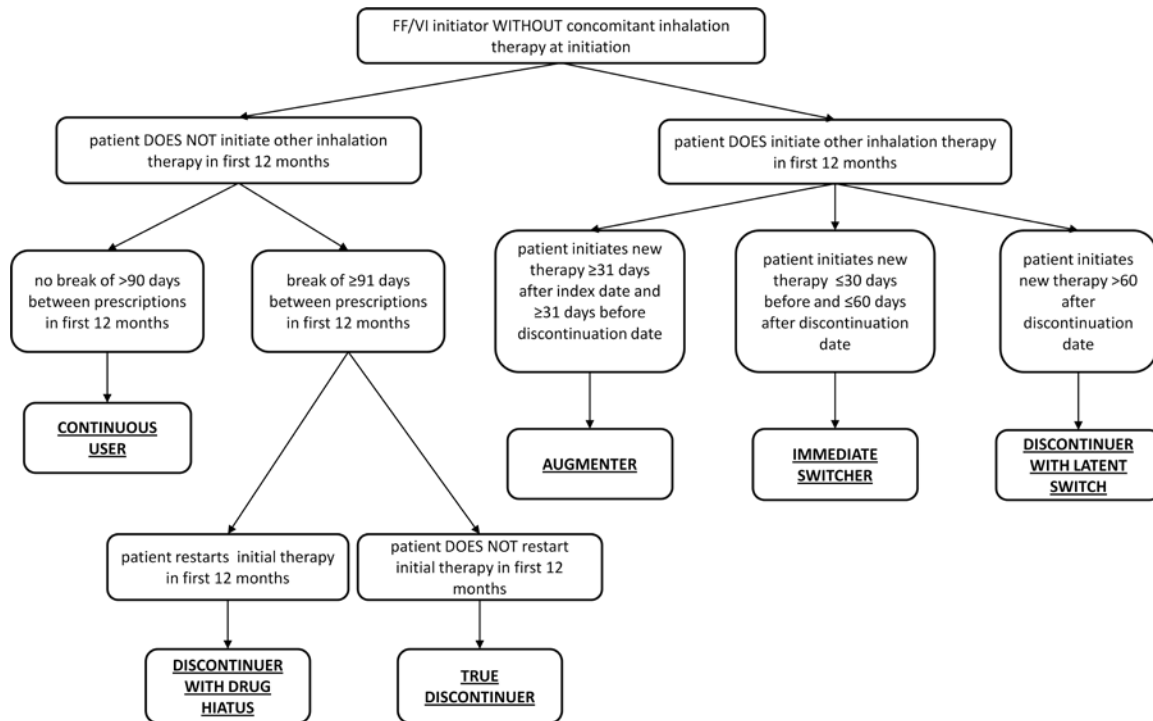 FF/VI initiator WITHOUT concomitant inhalation
therapy at initiation
patient DOES NOT initiate other inhalation
therapy in first 12 months
patient DOES initiate other inhalation therapy
in first 12 months
no break of >90 days
between prescriptions
in first 12 months
break of ≥91 days
between prescriptions
in first 12 months
patient initiates new
therapy ≥31 days
after index date and
≥31 days before
discontinuation date
patient initiates new
therapy ≤30 days
before and ≤60 days
after discontinuation
date
patient initiates
new therapy >60
after
discontinuation
date
CONTINUOUS
USER
AUGMENTER
IMMEDIATE
SWITCHER
DISCONTINUER
WITH LATENT
SWITCH
patient restarts initial therapy
in first 12 months
patient DOES NOT restart
initial therapy in first 12
months
DISCONTINUER
WITH DRUG
HIATUS
TRUE
DISCONTINUER